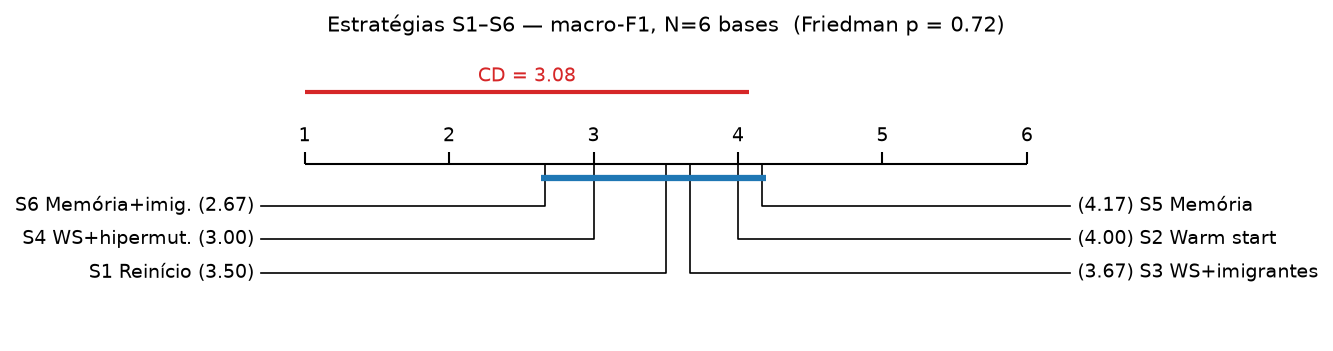 Estratégias S1–S6 — macro-F1, N=6 bases (Friedman p = 0.72)
CD = 3.08
1 2 3 4 5 6
S6 Memória+imig. (2.67)
(4.17) S5 Memória
S4 WS+hipermut. (3.00)
(4.00) S2 Warm start
S1 Reinício (3.50)
(3.67) S3 WS+imigrantes